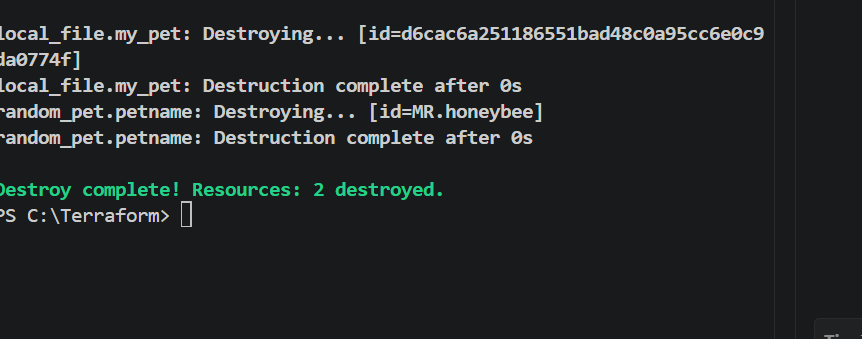 local_file.my_pet: Destroying... [id=d6cac6a251186551bad48c0a95cc6e0c9
da0774f]
local_file.my_pet: Destruction complete after 0s
random_pet.petname: Destroying... [id=MR.honeybee]
random_pet.petname: Destruction complete after 0s
Destroy complete! Resources: 2 destroyed.
PS C:\Terraform>